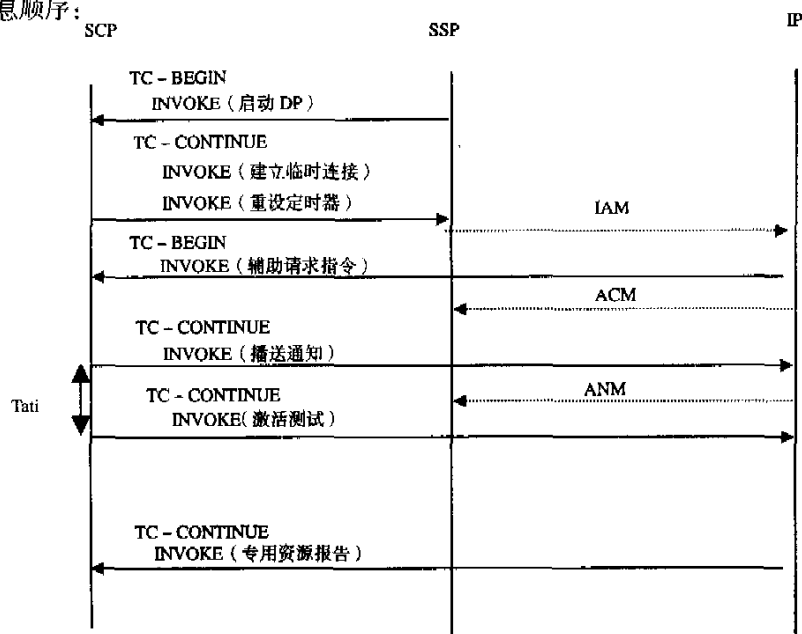 息顺序:
SCP SSP IP
TC - BEGIN
INVOKE（启动 DP）
TC - CONTINUE
INVOKE（建立临时连接）
INVOKE（重设定时器）
IAM
TC - BEGIN
INVOKE（辅助请求指令）
ACM
TC - CONTINUE
INVOKE（播送通知）
ANM
Tati
TC - CONTINUE
INVOKE( 激活测试）
TC - CONTINUE
INVOKE（专用资源报告）